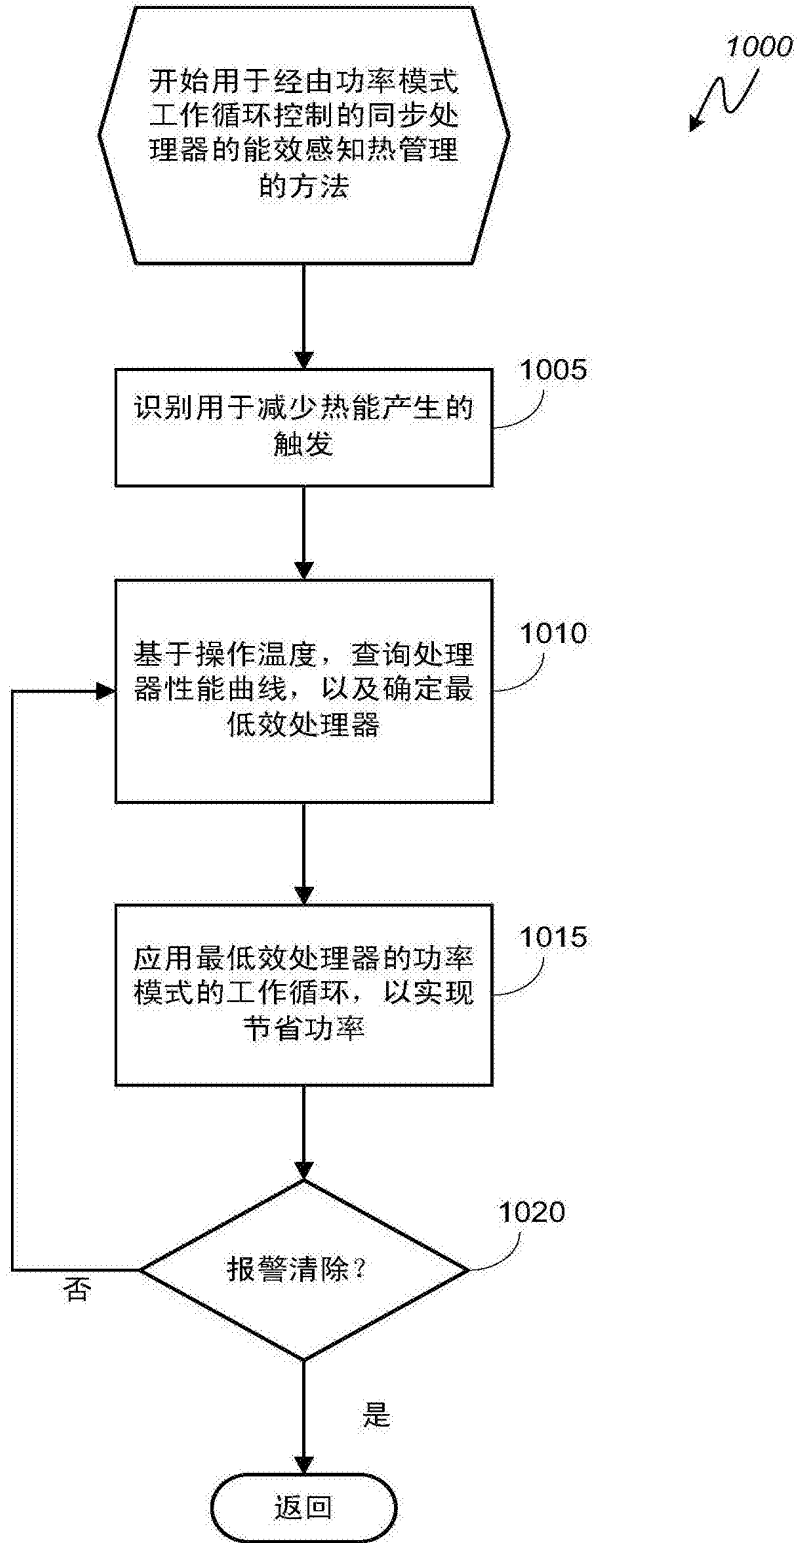 1000
开始用于经由功率模式
工作循环控制的同步处
理器的能效感知热管理
的方法
1005
识别用于减少热能产生的
触发
1010
基于操作温度，查询处理
器性能曲线，以及确定最
低效处理器
1015
应用最低效处理器的功率
模式的工作循环，以实现
节省功率
1020
报警清除？
否
是
返回